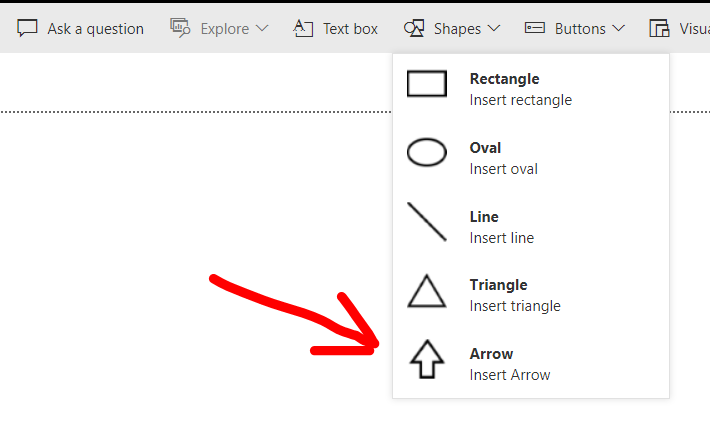 Ask a question Explore Text box Shapes Buttons
Rectangle
Insert rectangle
Oval
Insert oval
Line
Insert line
Triangle
Insert triangle
Arrow
Insert Arrow